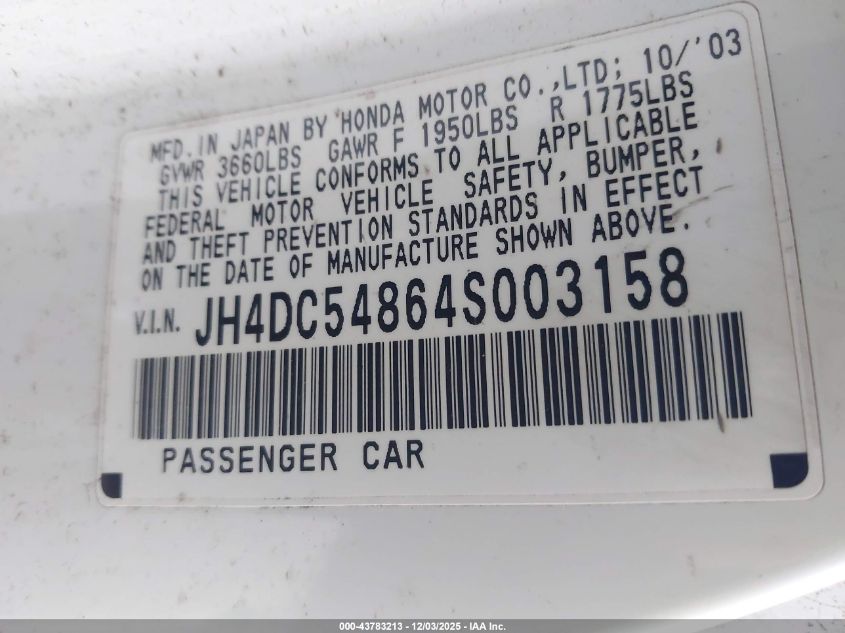 MFD. IN JAPAN BY HONDA MOTOR CO.,LTD; 10/'03
GVWR 3660LBS GAWR F 1950LBS R 1775LBS
THIS VEHICLE CONFORMS TO ALL APPLICABLE
FEDERAL MOTOR VEHICLE SAFETY, BUMPER,
AND THEFT PREVENTION STANDARDS IN EFFECT
ON THE DATE OF MANUFACTURE SHOWN ABOVE.
V.I.N. JH4DC54864S003158
PASSENGER CAR
000-43783213 - 12/03/2025 - IAA Inc.